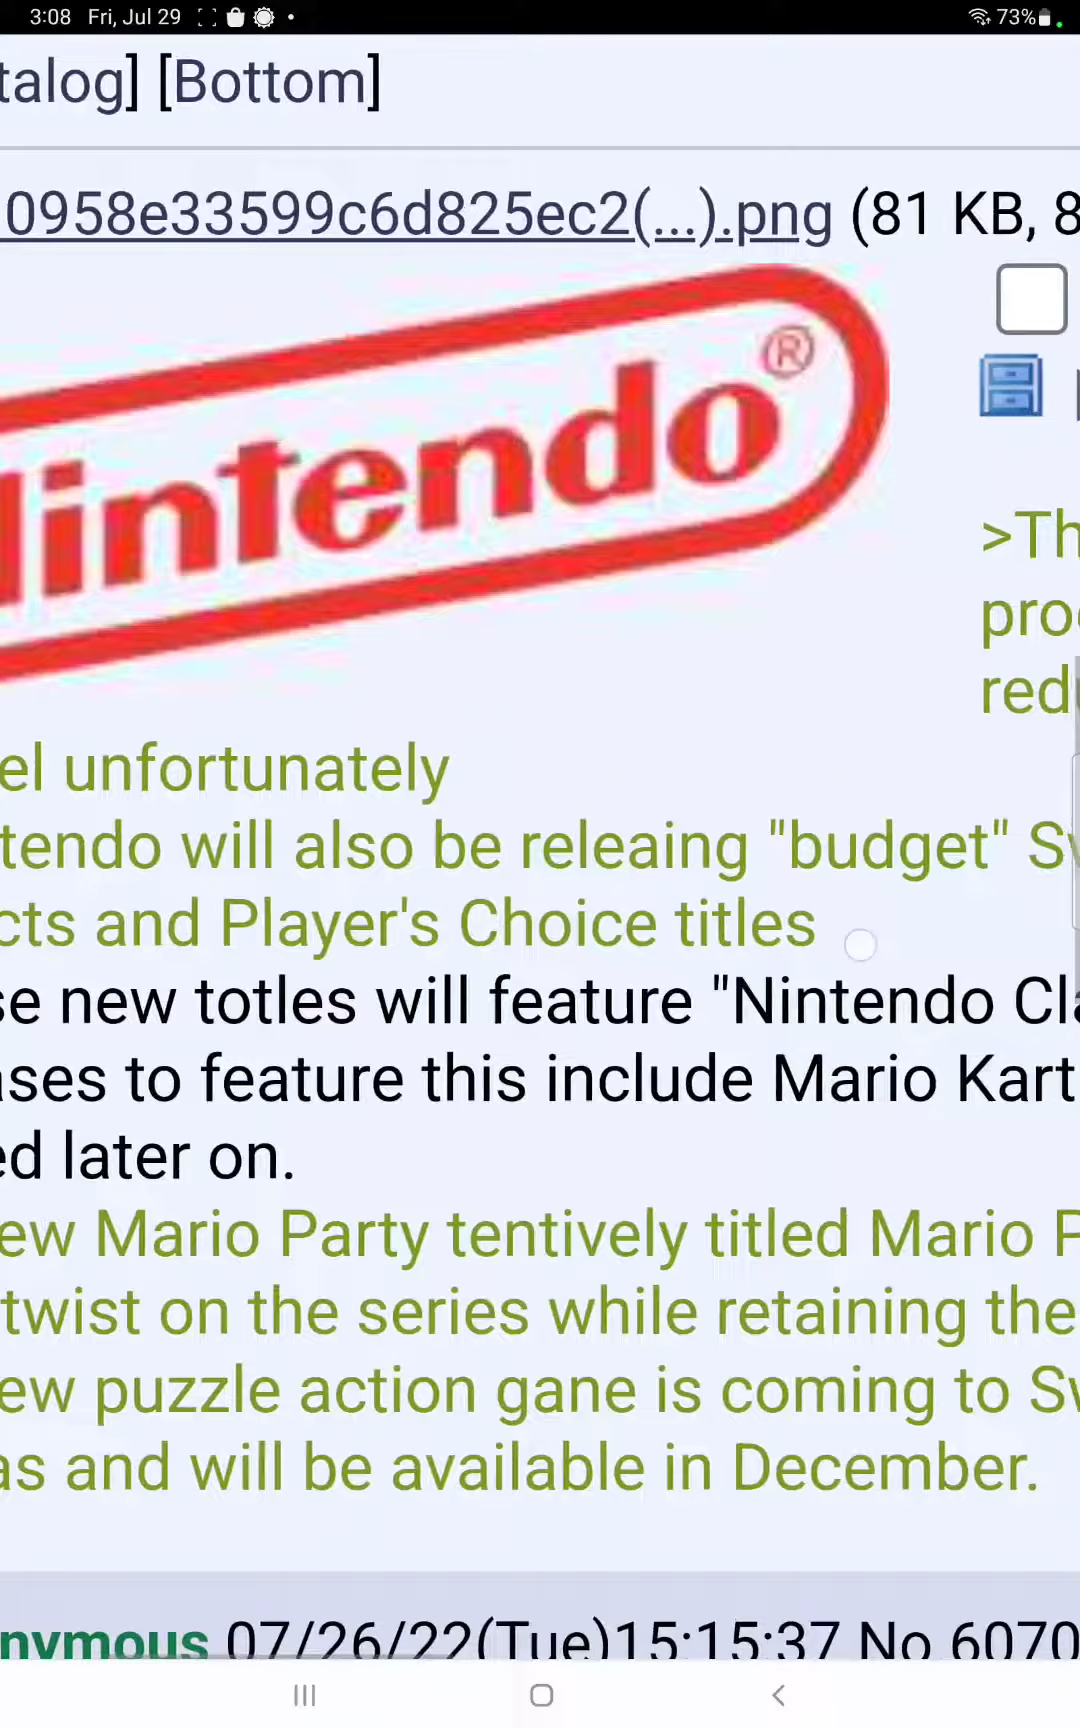 3:08 Fri, Jul 29 73%
talog] [Bottom]
0958e33599c6d825ec2(...).png (81 KB, 8
Nintendo®
>Th
pro
red
el unfortunately
tendo will also be releaing "budget" Sw
cts and Player's Choice titles
se new totles will feature "Nintendo Cla
ases to feature this include Mario Kart
ed later on.
ew Mario Party tentively titled Mario P
twist on the series while retaining the
ew puzzle action gane is coming to Sw
as and will be available in December.
nymous 07/26/22(Tue)15:15:37 No.6070